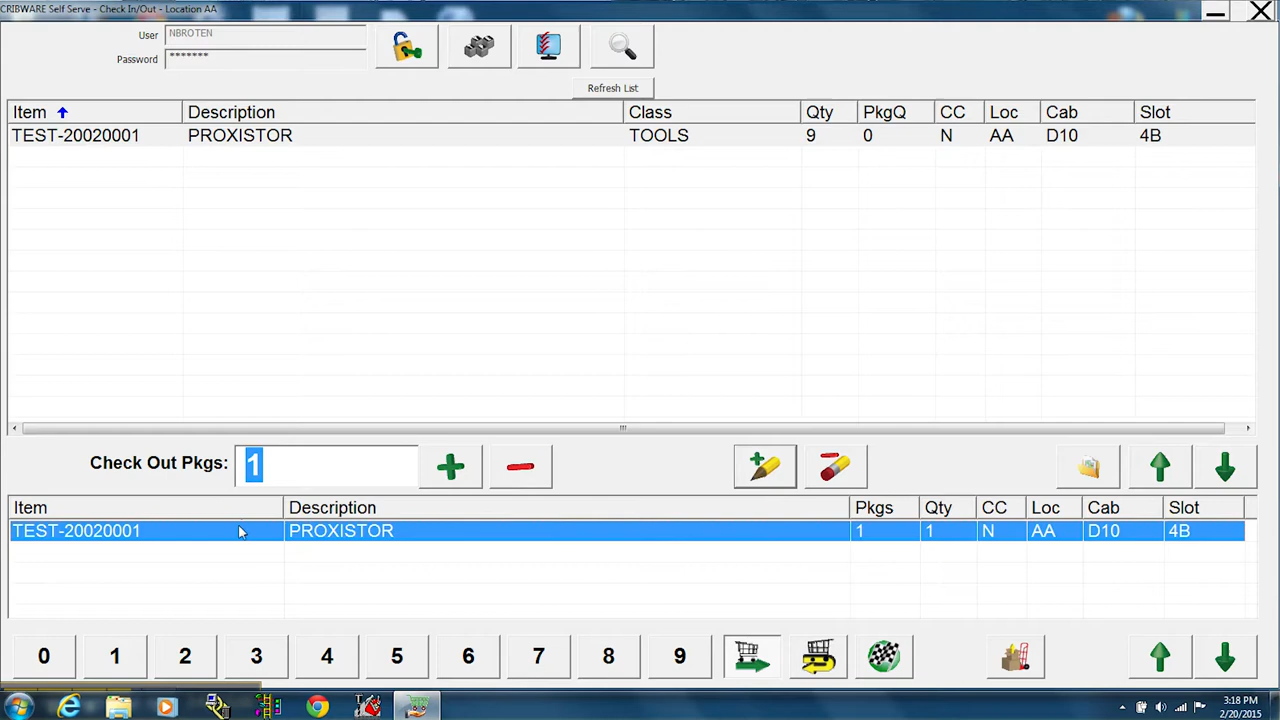 CRIBWARE Self Serve - Check In/Out - Location AA
User NBROTEN
Password *******
Refresh List
Item Description Class Qty PkgQ CC Loc Cab Slot
TEST-20020001 PROXISTOR TOOLS 9 0 N AA D10 4B
Check Out Pkgs: 1
Item Description Pkgs Qty CC Loc Cab Slot
TEST-20020001 PROXISTOR 1 1 N AA D10 4B
0 1 2 3 4 5 6 7 8 9
3:18 PM
2/20/2015